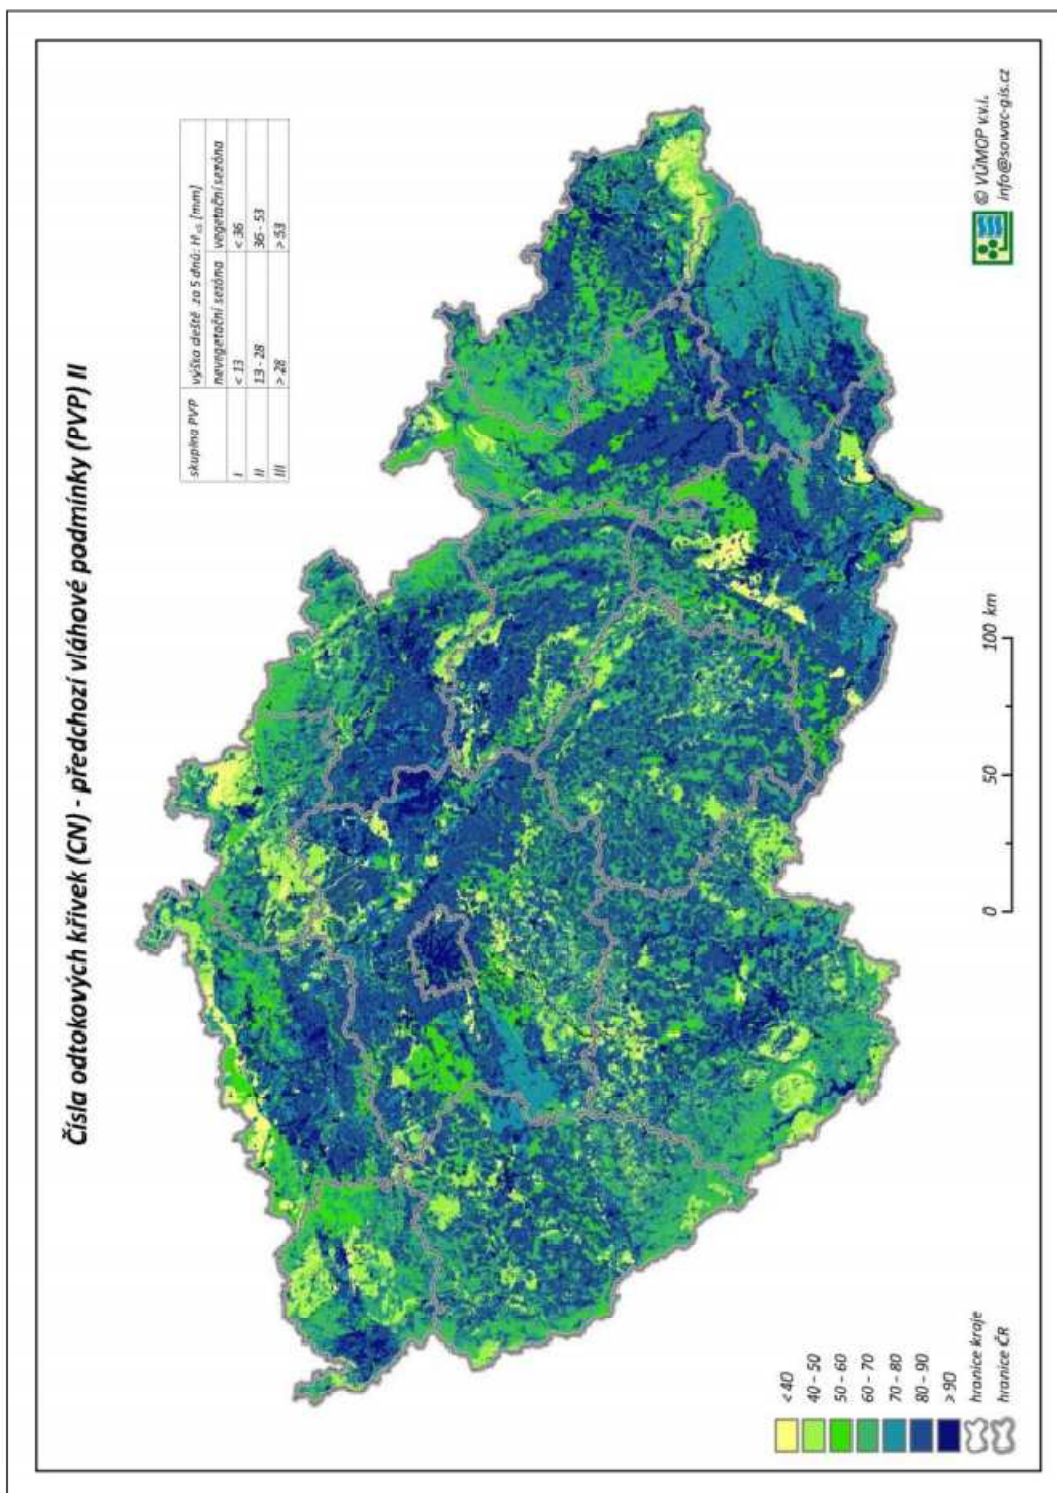 Čísla odtokových křivek (CN) - předchozí vláhové podmínky (PVP) II
skupina PVP výška deště za 5 dnů: [mm]
nevegetační sezóna vegetační sezóna
I < 13 < 36
II 13 - 28 36 - 53
III > 28 > 53
< 40
40 - 50
50 - 60
60 - 70
70 - 80
80 - 90
> 90
hranice kraje
hranice ČR
0 50 100 km
© VÚMOP v.v.i.
info@sowac-gis.cz